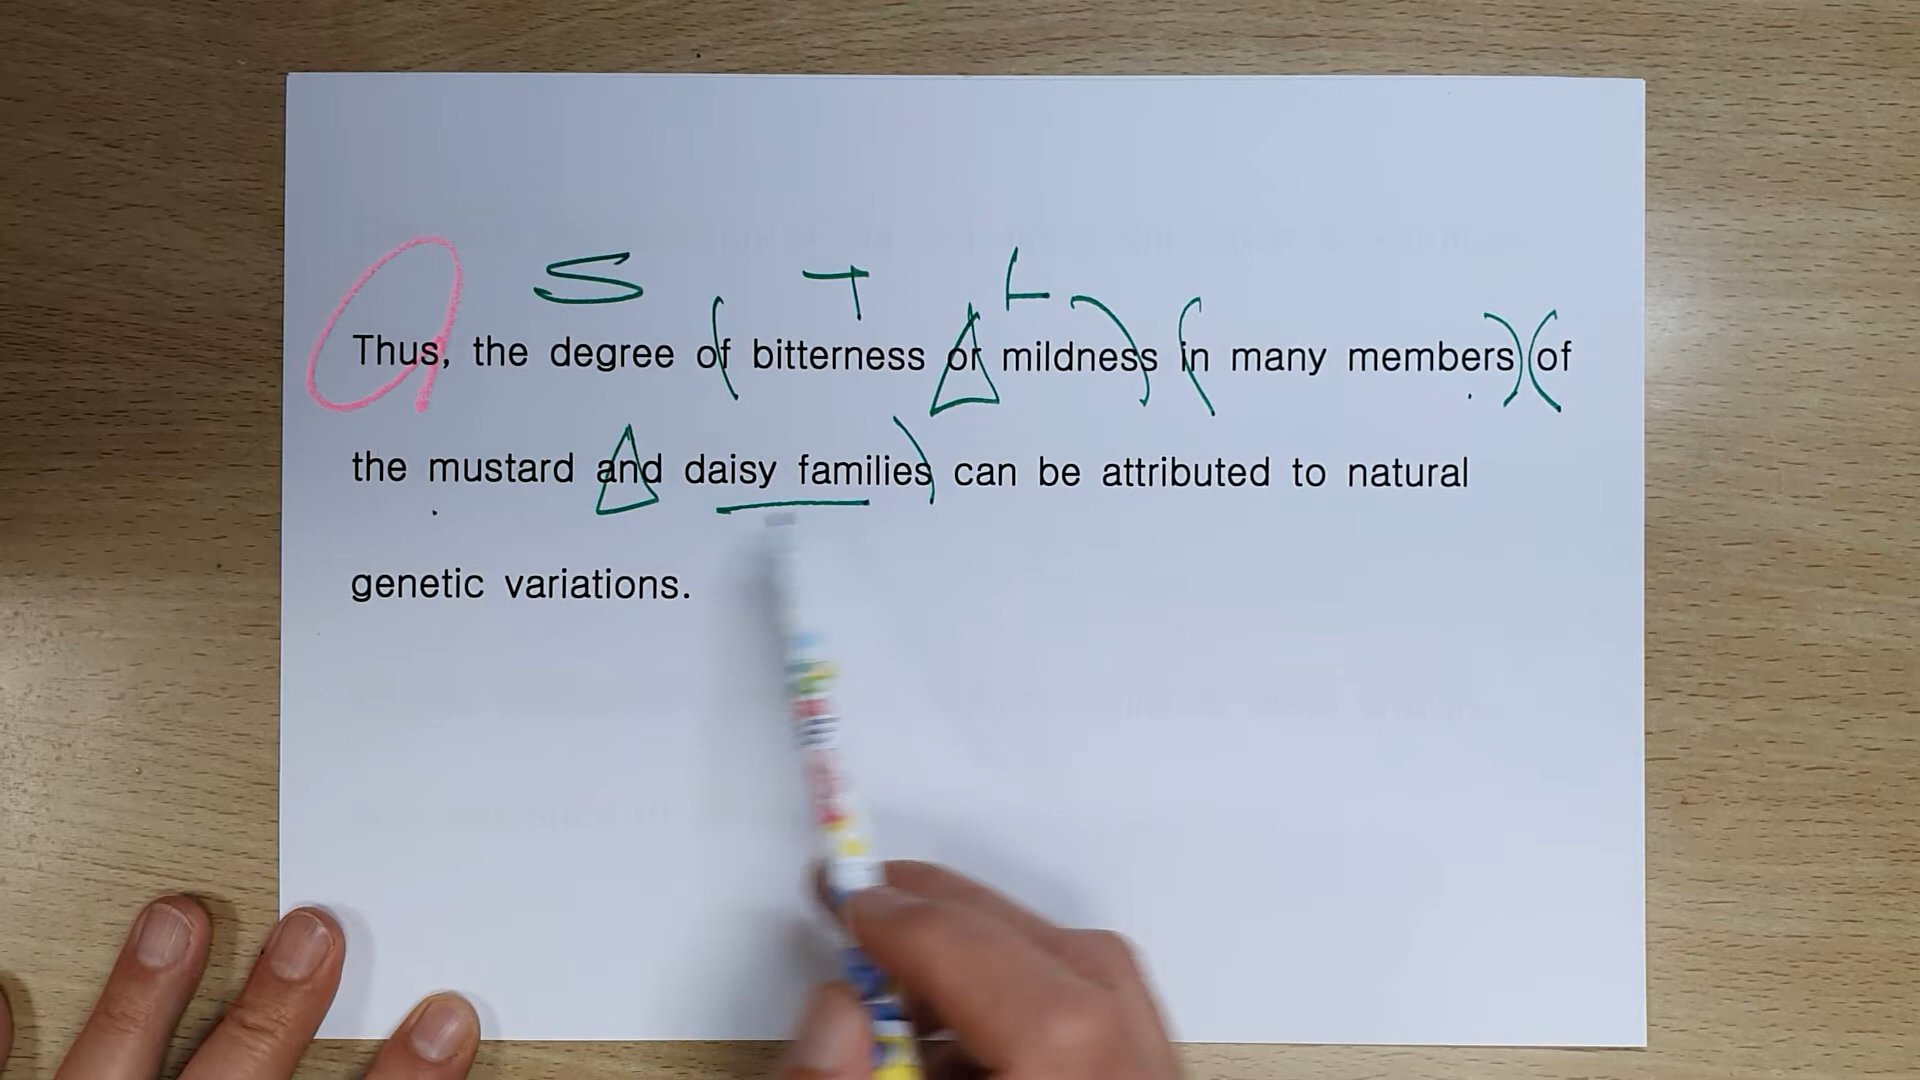 S ㅜ ㅏ
Thus, the degree of bitterness or mildness in many members of
the mustard and daisy families can be attributed to natural
genetic variations.